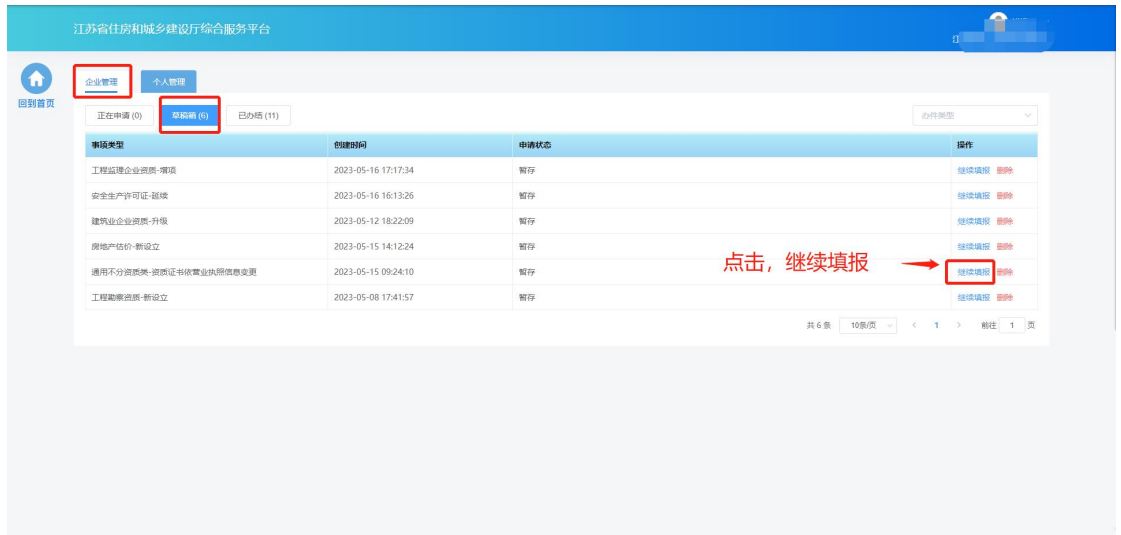 江苏省住房和城乡建设厅综合服务平台
回到首页
企业管理 个人管理
正在申请 (0) 草稿箱 (6) 已办结 (11) 办件类型
事项类型 创建时间 申请状态 操作
工程监理企业资质-增项 2023-05-16 17:17:34 暂存 继续填报 删除
安全生产许可证-延续 2023-05-16 16:13:26 暂存 继续填报 删除
建筑业企业资质-升级 2023-05-12 18:22:09 暂存 继续填报 删除
房地产估价-新设立 2023-05-15 14:12:24 暂存 继续填报 删除
点击，继续填报
通用不分资质类-资质证书依营业执照信息变更 2023-05-15 09:24:10 暂存 继续填报 删除
工程勘察资质-新设立 2023-05-08 17:41:57 暂存 继续填报 删除
共 6 条 10条/页 < 1 > 前往 1 页